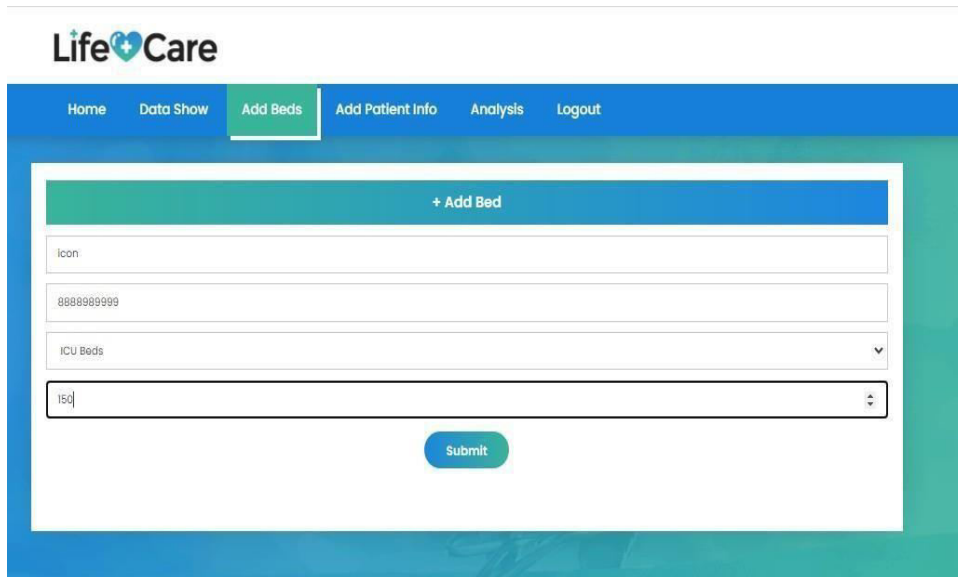 Life Care
Home Data Show Add Beds Add Patient Info Analysis Logout
+ Add Bed
icon
8888989999
ICU Beds
150
Submit